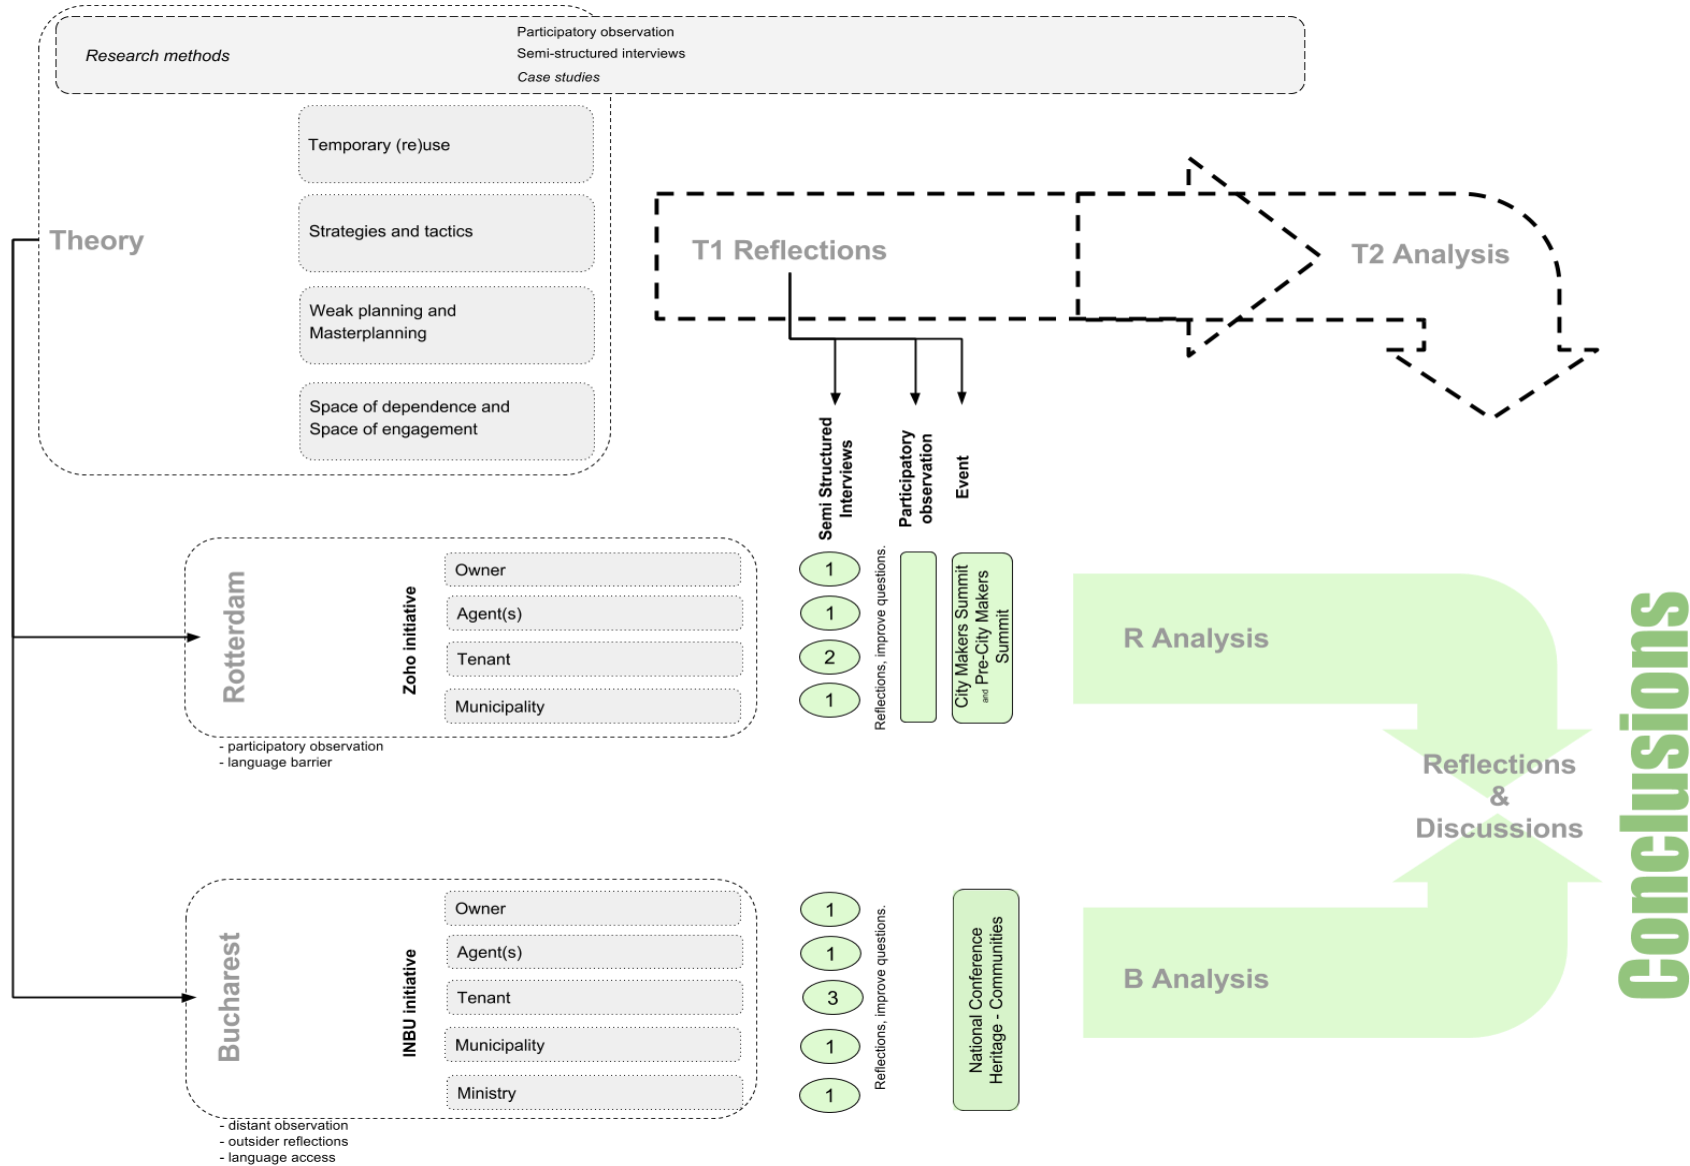 Research methods
Participatory observation
Semi-structured interviews
Case studies
Theory
Temporary (re)use
Strategies and tactics
Weak planning and
Masterplanning
Space of dependence and
Space of engagement
T1 Reflections
T2 Analysis
Semi Structured
Interviews
Participatory
observation
Event
Rotterdam
Zoho initiative
Owner
Agent(s)
Tenant
Municipality
1
1
2
1
Reflections, improve questions.
City Makers Summit
and Pre-City Makers
Summit
- participatory observation
- language barrier
R Analysis
Reflections
&
Discussions
Conclusions
Bucharest
INBU initiative
Owner
Agent(s)
Tenant
Municipality
Ministry
1
1
3
1
1
Reflections, improve questions.
National Conference
Heritage - Communities
B Analysis
- distant observation
- outsider reflections
- language access